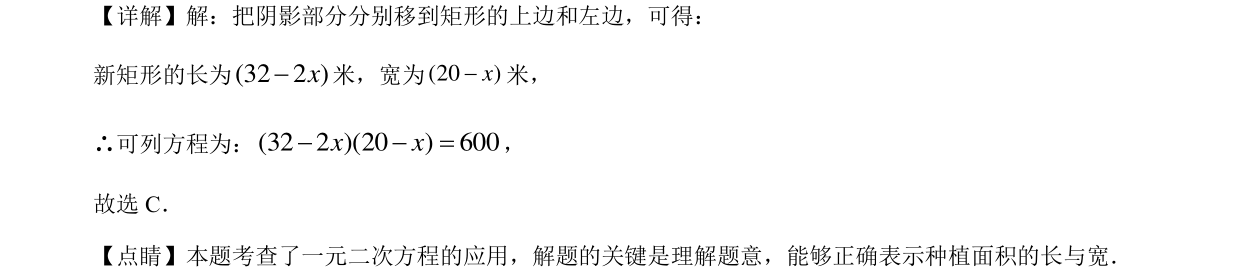 【详解】解：把阴影部分分别移到矩形的上边和左边，可得：
新矩形的长为(32−2x)米，宽为(20−x)米，
∴可列方程为：(32−2x)(20−x)=600，
故选 C．
【点睛】本题考查了一元二次方程的应用，解题的关键是理解题意，能够正确表示种植面积的长与宽．